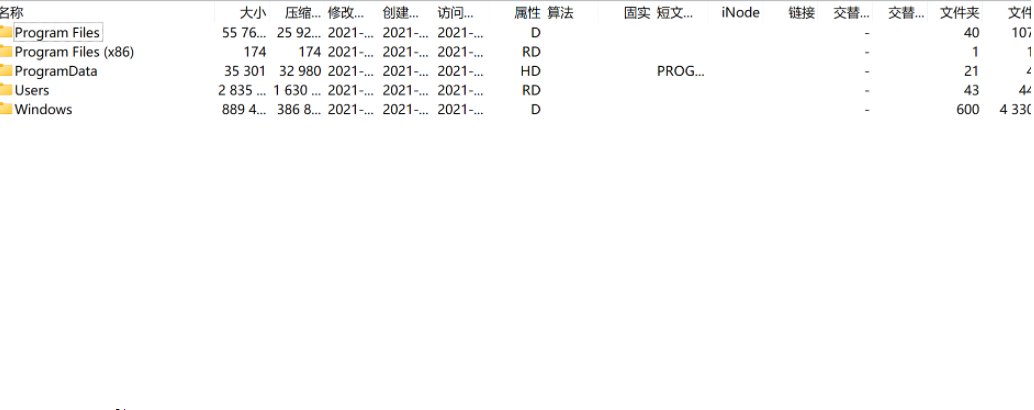 名称 大小 压缩... 修改... 创建... 访问... 属性 算法 固实 短文... iNode 链接 交替... 交替... 文件夹 文件
Program Files 55 76... 25 92... 2021-... 2021-... 2021-... D - 40 107
Program Files (x86) 174 174 2021-... 2021-... 2021-... RD - 1 1
ProgramData 35 301 32 980 2021-... 2021-... 2021-... HD PROG... - 21 4
Users 2 835 ... 1 630 ... 2021-... 2021-... 2021-... RD - 43 44
Windows 889 4... 386 8... 2021-... 2021-... 2021-... D - 600 4 330